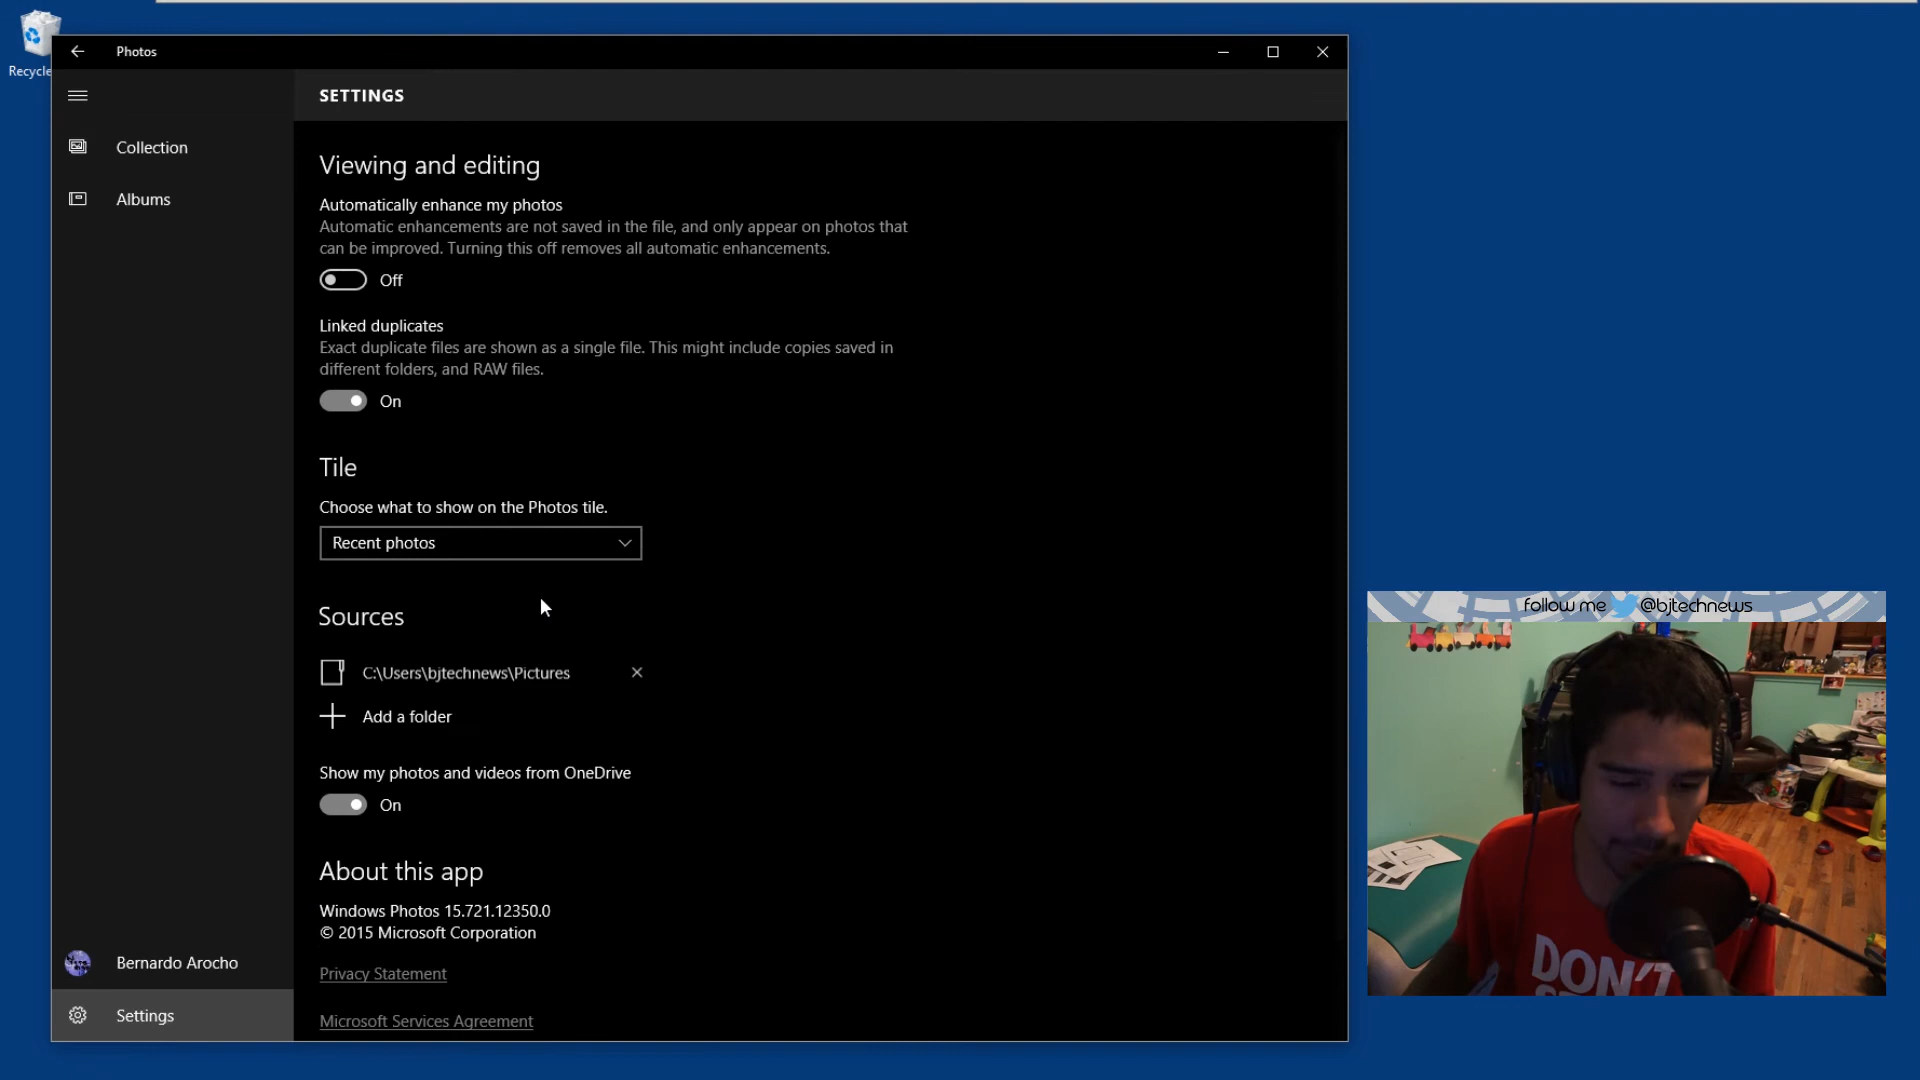 Recycle
Photos
SETTINGS
Collection
Albums
Viewing and editing
Automatically enhance my photos
Automatic enhancements are not saved in the file, and only appear on photos that
can be improved. Turning this off removes all automatic enhancements.
Off
Linked duplicates
Exact duplicate files are shown as a single file. This might include copies saved in
different folders, and RAW files.
On
Tile
Choose what to show on the Photos tile.
Recent photos
Sources
C:\Users\bjtechnews\Pictures
Add a folder
Show my photos and videos from OneDrive
On
About this app
Windows Photos 15.721.12350.0
© 2015 Microsoft Corporation
Privacy Statement
Microsoft Services Agreement
Bernardo Arocho
Settings
follow me @bjtechnews
DON'T